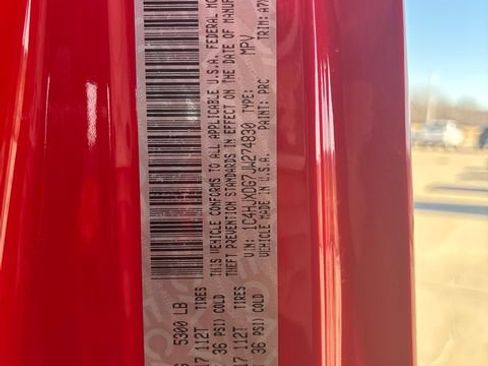 5300 LB
17 112T TIRES
36 PSI) COLD
17 112T TIRES
36 PSI) COLD
THIS VEHICLE CONFORMS TO ALL APPLICABLE U.S.A. FEDERAL MO
THEFT PREVENTION STANDARDS IN EFFECT ON THE DATE OF MANUF
VIN: 1C4HJXDG7JW274830 TYPE: MPV
VEHICLE MADE IN U.S.A. PAINT: PRC TRIM: